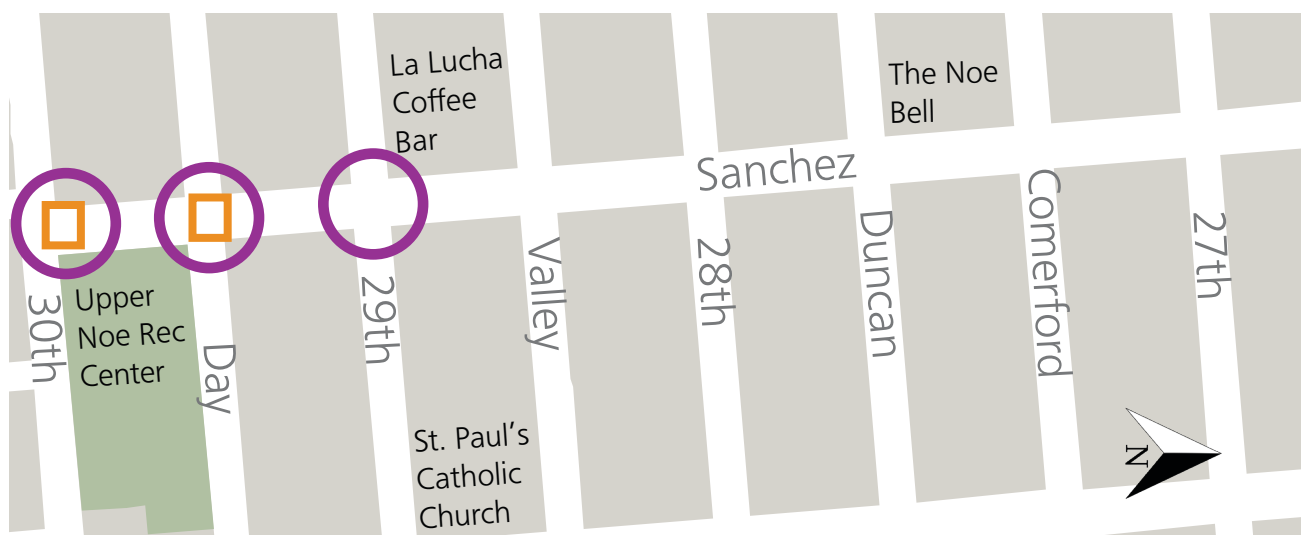 La Lucha
Coffee
Bar
The Noe
Bell
Sanchez
30th
Upper
Noe Rec
Center
Day
29th
Valley
28th
Duncan
Comerford
27th
St. Paul's
Catholic
Church
N